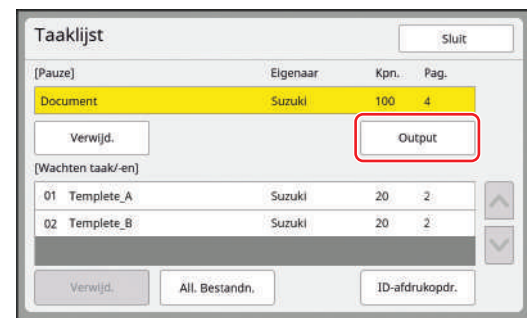 Taaklijst Sluit
[Pauze] Eigenaar Kpn. Pag.
Document Suzuki 100 4
Verwijd. Output
[Wachten taak/-en]
01 Templete_A Suzuki 20 2
02 Templete_B Suzuki 20 2
Verwijd. All. Bestandn. ID-afdrukopdr.